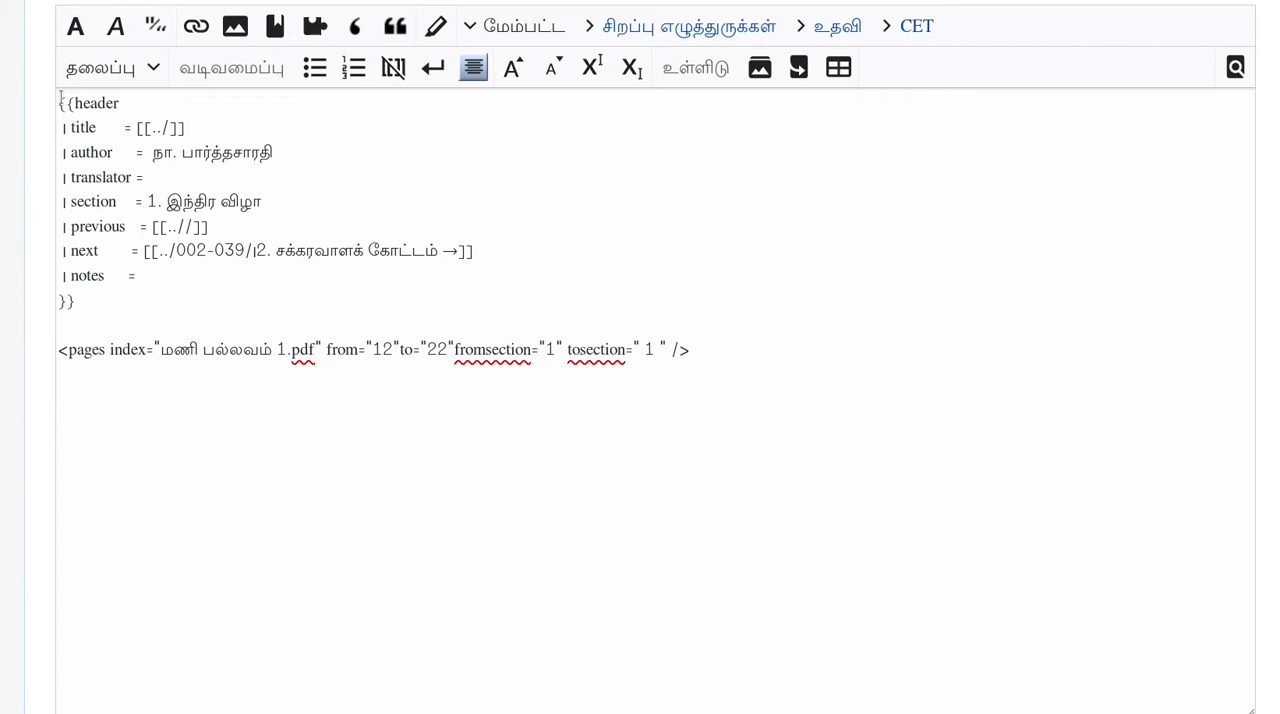 A A மேம்பட்ட சிறப்பு எழுத்துருக்கள் உதவி CET
தலைப்பு வடிவமைப்பு உள்ளிடு
{{header
| title = [[../]]
| author = நா. பார்த்தசாரதி
| translator =
| section = 1. இந்திர விழா
| previous = [[..//]]
| next = [[../002-039/|2. சக்கரவாளக் கோட்டம் →]]
| notes =
}}
<pages index="மணி பல்லவம் 1.pdf" from="12"to="22"fromsection="1" tosection=" 1 " />